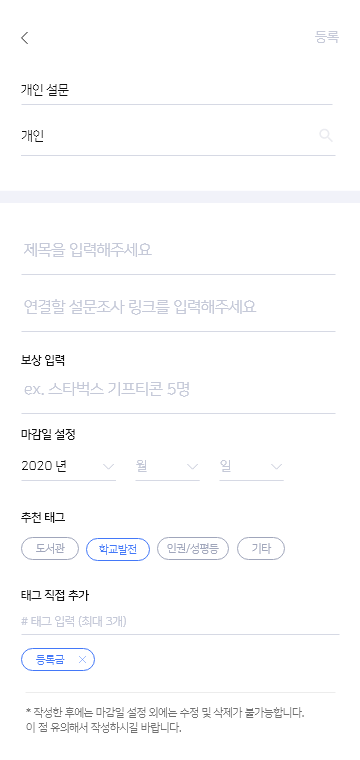 등록
개인 설문
개인
제목을 입력해주세요
연결할 설문조사 링크를 입력해주세요
보상 입력
ex. 스타벅스 기프티콘 5명
마감일 설정
2020 년 월 일
추천 태그
도서관 학교발전 인권/성평등 기타
태그 직접 추가
# 태그 입력 (최대 3개)
등록금
* 작성한 후에는 마감일 설정 외에는 수정 및 삭제가 불가능합니다.
이 점 유의해서 작성하시길 바랍니다.